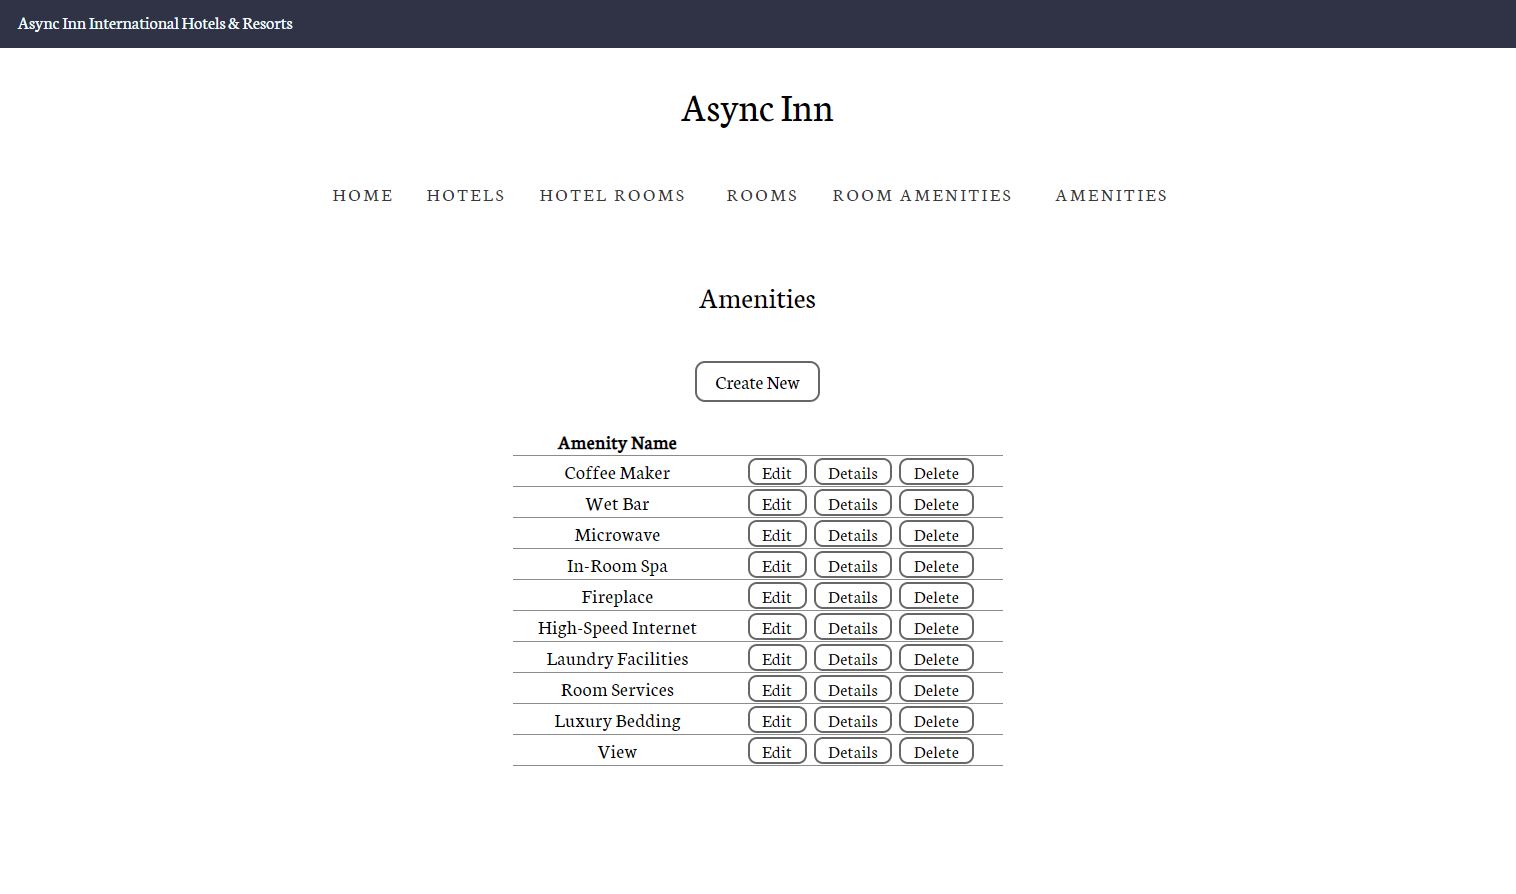 Async Inn International Hotels & Resorts
Async Inn
HOME HOTELS HOTEL ROOMS ROOMS ROOM AMENITIES AMENITIES
Amenities
Create New
Amenity Name
Coffee Maker Edit Details Delete
Wet Bar Edit Details Delete
Microwave Edit Details Delete
In-Room Spa Edit Details Delete
Fireplace Edit Details Delete
High-Speed Internet Edit Details Delete
Laundry Facilities Edit Details Delete
Room Services Edit Details Delete
Luxury Bedding Edit Details Delete
View Edit Details Delete